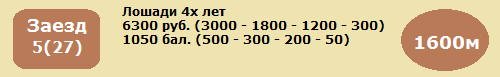 Заезд
5(27)
Лошади 4х лет
6300 руб. (3000 - 1800 - 1200 - 300)
1050 бал. (500 - 300 - 200 - 50)
1600м